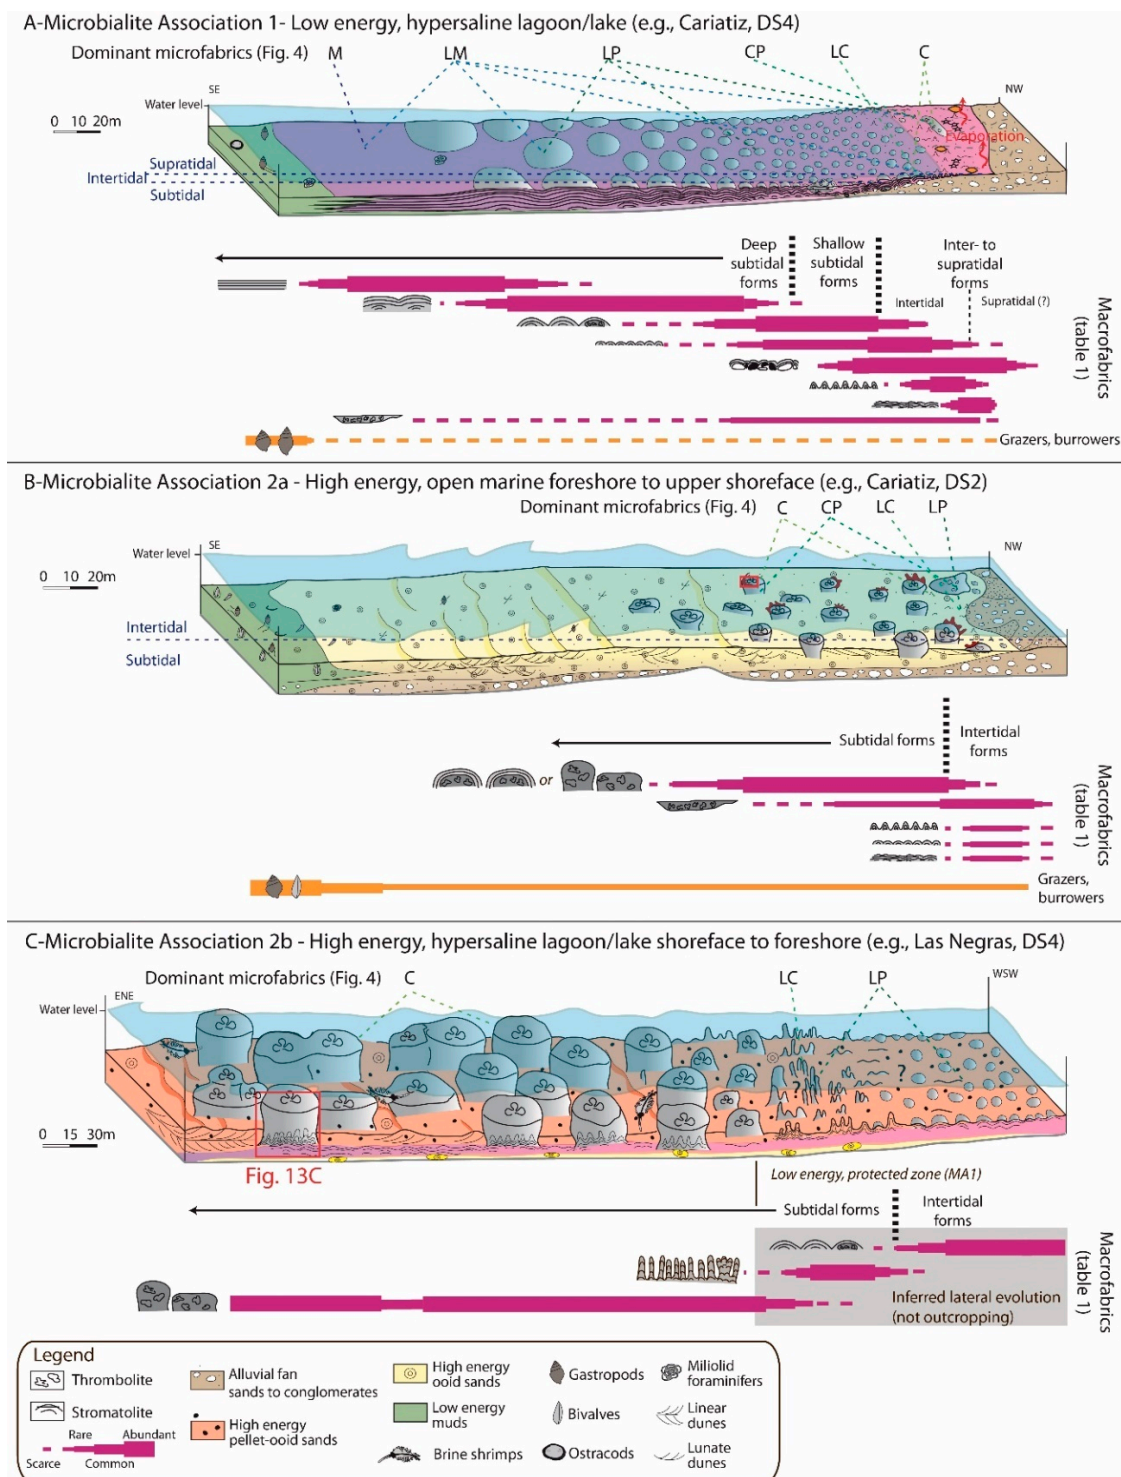 A-Microbialite Association 1- Low energy, hypersaline lagoon/lake (e.g., Cariatiz, DS4)
Dominant microfabrics (Fig. 4) M LM LP CP LC C
SE
NW
Water level
0 10 20m
Evaporation
Supratidal
Intertidal
Subtidal
Deep subtidal forms
Shallow subtidal forms
Inter- to supratidal forms
Intertidal
Supratidal (?)
Macrofabrics (table 1)
Grazers, burrowers
B-Microbialite Association 2a - High energy, open marine foreshore to upper shoreface (e.g., Cariatiz, DS2)
Dominant microfabrics (Fig. 4) C CP LC LP
SE
NW
Water level
0 10 20m
Intertidal
Subtidal
Subtidal forms
Intertidal forms
or
Macrofabrics (table 1)
Grazers, burrowers
C-Microbialite Association 2b - High energy, hypersaline lagoon/lake shoreface to foreshore (e.g., Las Negras, DS4)
Dominant microfabrics (Fig. 4) C LC LP
ENE
WSW
Water level
? ?
0 15 30m
Fig. 13C
Low energy, protected zone (MA1)
Subtidal forms
Intertidal forms
Macrofabrics (table 1)
Inferred lateral evolution
(not outcropping)
Legend
Thrombolite
Stromatolite
Rare Abundant
Scarce Common
Alluvial fan
sands to conglomerates
High energy
pellet-ooid sands
High energy
ooid sands
Low energy
muds
Brine shrimps
Gastropods
Bivalves
Ostracods
Miliolid
foraminifers
Linear
dunes
Lunate
dunes